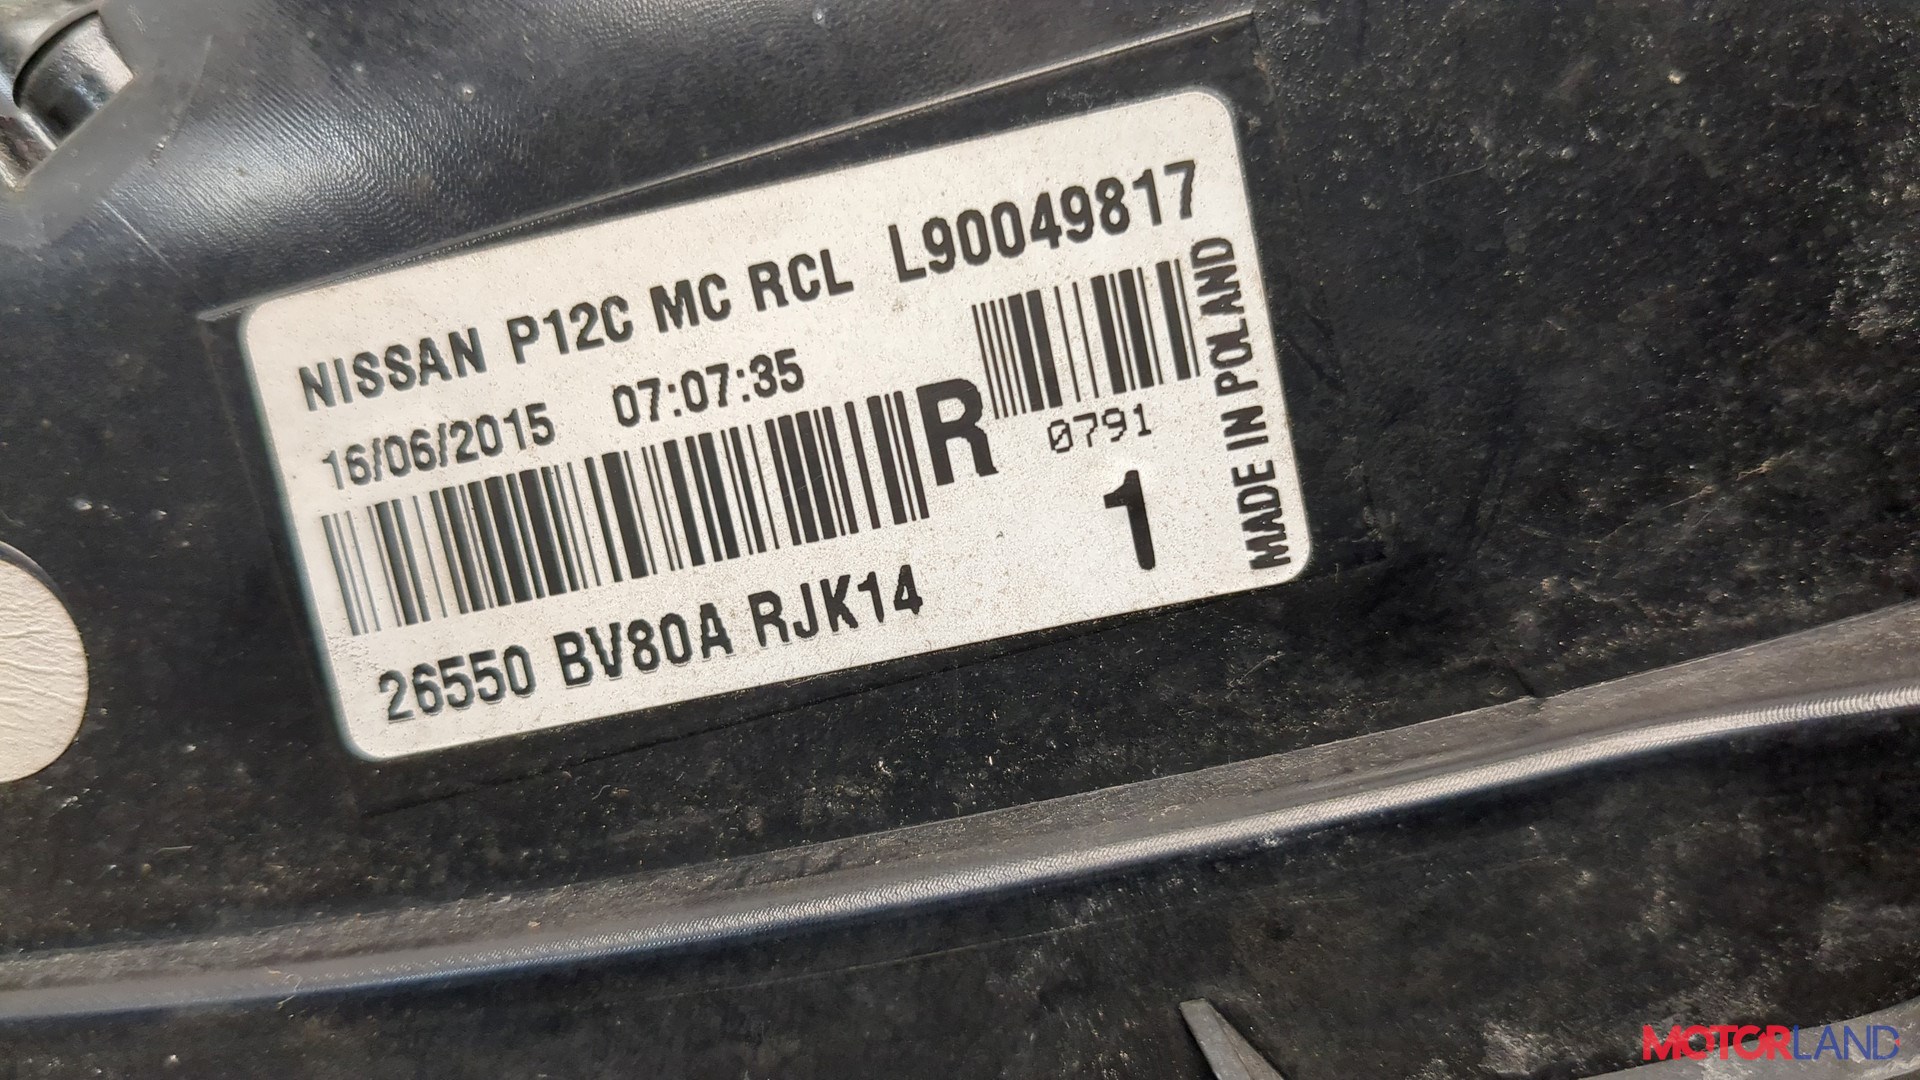 NISSAN P12C MC RCL L90049817
16/06/2015 07:07:35
R
0791
1
26550 BV80A RJK14
MADE IN POLAND
MOTORLAND